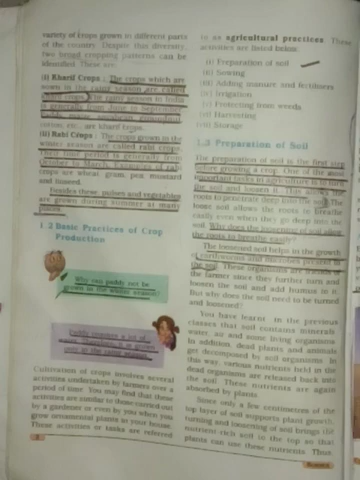 variety of crops grown in different parts
of the country. Despite this diversity,
two broad cropping patterns can be
identified. These are:
(i) Kharif Crops : The crops which are
sown in the rainy season are called
kharif crops. The rainy season in India
is generally from June to September.
Paddy, maize, soyabean, groundnut,
cotton, etc., are kharif crops.
(ii) Rabi Crops : The crops grown in the
winter season are called rabi crops.
Their time period is generally from
October to March. Examples of rabi
crops are wheat, gram, pea, mustard
and linseed.
Besides these, pulses and vegetables
are grown during summer at many
places.
1.2 Basic Practices of Crop
Production
Why can paddy not be
grown in the winter season
Paddy requires a lot of
only in the rainy season
Cultivation of crops involves several
activities undertaken by farmers over a
period of time. You may find that these
activities are similar to those carried out
by a gardener or even by you when you
grow ornamental plants in your house.
These activities or tasks are referred
to as agricultural practices. These
activities are listed below.
(i) Preparation of soil
(ii) Sowing
(iii) Adding manure and fertilisers
(iv) Irrigation
(v) Protecting from weeds
(vi) Harvesting
(vii) Storage
1.3 Preparation of Soil
The preparation of soil is the first step
before growing a crop. One of the most
important tasks in agriculture is to turn
the soil and loosen it. This allows the
roots to penetrate deep into the soil. The
loose soil allows the roots to breathe
easily even when they go deep into the
soil. Why does the loosening of soil allow
the roots to breathe easily?
The loosened soil helps in the growth
of earthworms and microbes present in
the soil. These organisms are friends of
the farmer since they further turn and
loosen the soil and add humus to it.
But why does the soil need to be turned
and loosened?
You have learnt in the previous
classes that soil contains minerals,
water, air and some living organisms.
In addition, dead plants and animals
get decomposed by soil organisms. In
this way, various nutrients held in the
dead organisms are released back into
the soil. These nutrients are again
absorbed by plants.
Since only a few centimetres of the
top layer of soil supports plant growth,
turning and loosening of soil brings the
nutrient-rich soil to the top so that
plants can use these nutrients. Thus,
2
Science